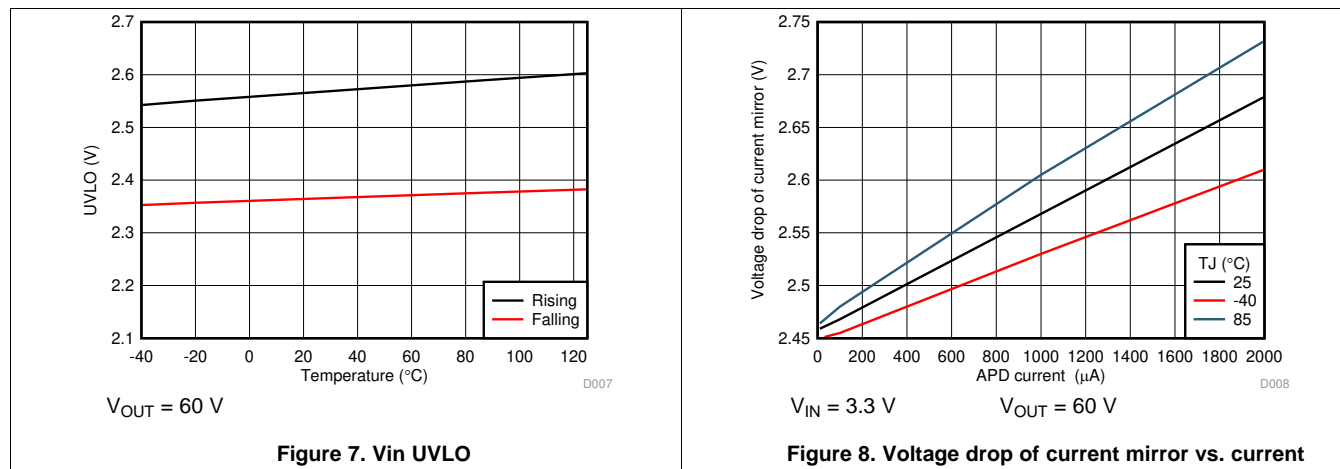 2.7
2.6
2.5
2.4
2.3
2.2
2.1
UVLO (V)
Rising
Falling
-40 -20 0 20 40 60 80 100 120
Temperature (°C)
D007
V_OUT = 60 V
Figure 7. Vin UVLO
2.75
2.7
2.65
2.6
2.55
2.5
2.45
Voltage drop of current mirror (V)
TJ (°C)
25
-40
85
0 200 400 600 800 1000 1200 1400 1600 1800 2000
APD current (µA)
D008
V_IN = 3.3 V V_OUT = 60 V
Figure 8. Voltage drop of current mirror vs. current